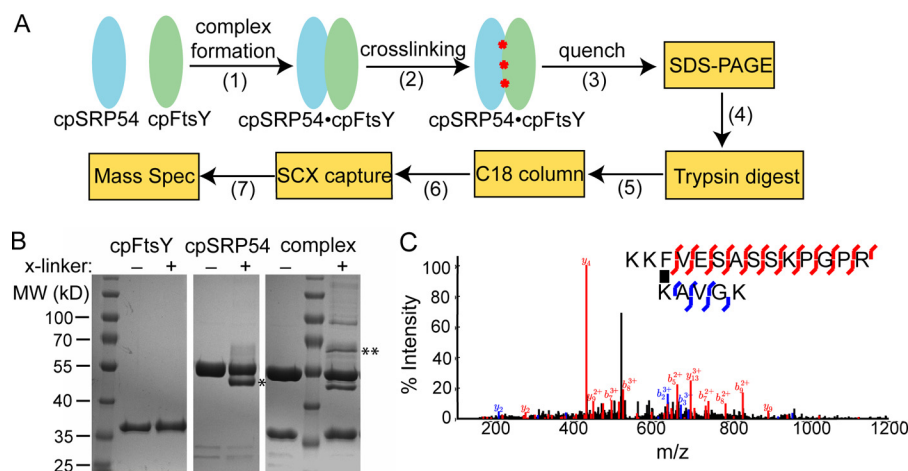 A
complex
formation
(1)
crosslinking
(2)
quench
(3)
SDS-PAGE
cpSRP54 cpFtsY
cpSRP54•cpFtsY
cpSRP54•cpFtsY
(4)
Mass Spec
(7)
SCX capture
(6)
C18 column
(5)
Trypsin digest
B
cpFtsY cpSRP54 complex
x-linker: – + – + – +
MW (kD)
100
70
55
40
35
25
*
**
C
K K F V E S A S S K P G P R
K A V G K
% Intensity
100
80
60
40
20
0
y4
200 400 600 800 1000 1200
m/z